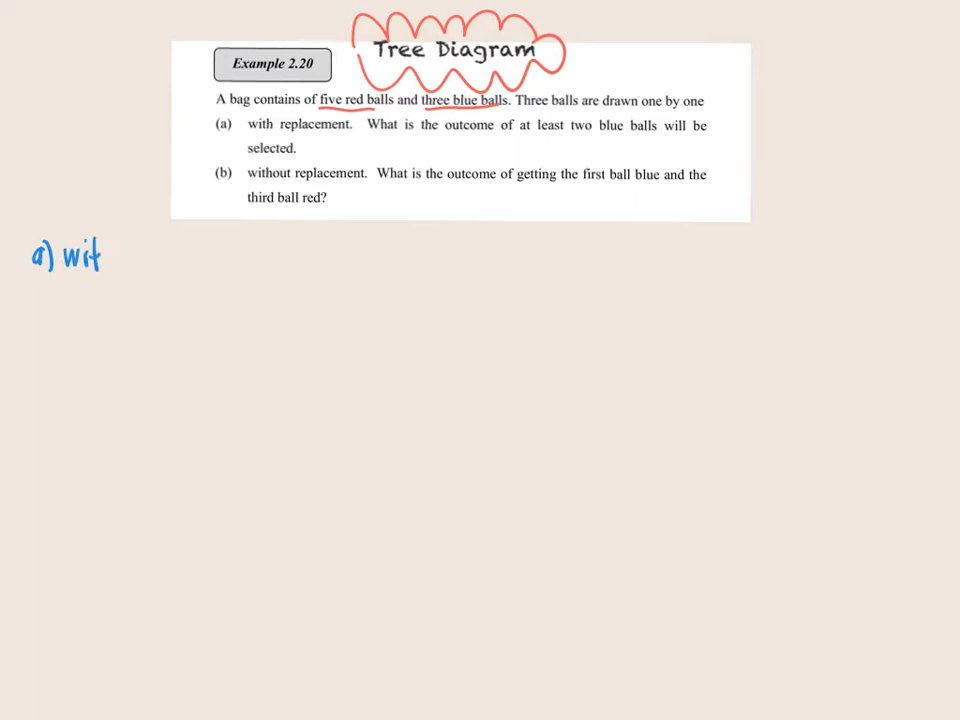 Tree Diagram
Example 2.20
A bag contains of five red balls and three blue balls. Three balls are drawn one by one
(a) with replacement. What is the outcome of at least two blue balls will be
selected.
(b) without replacement. What is the outcome of getting the first ball blue and the
third ball red?
a) wit